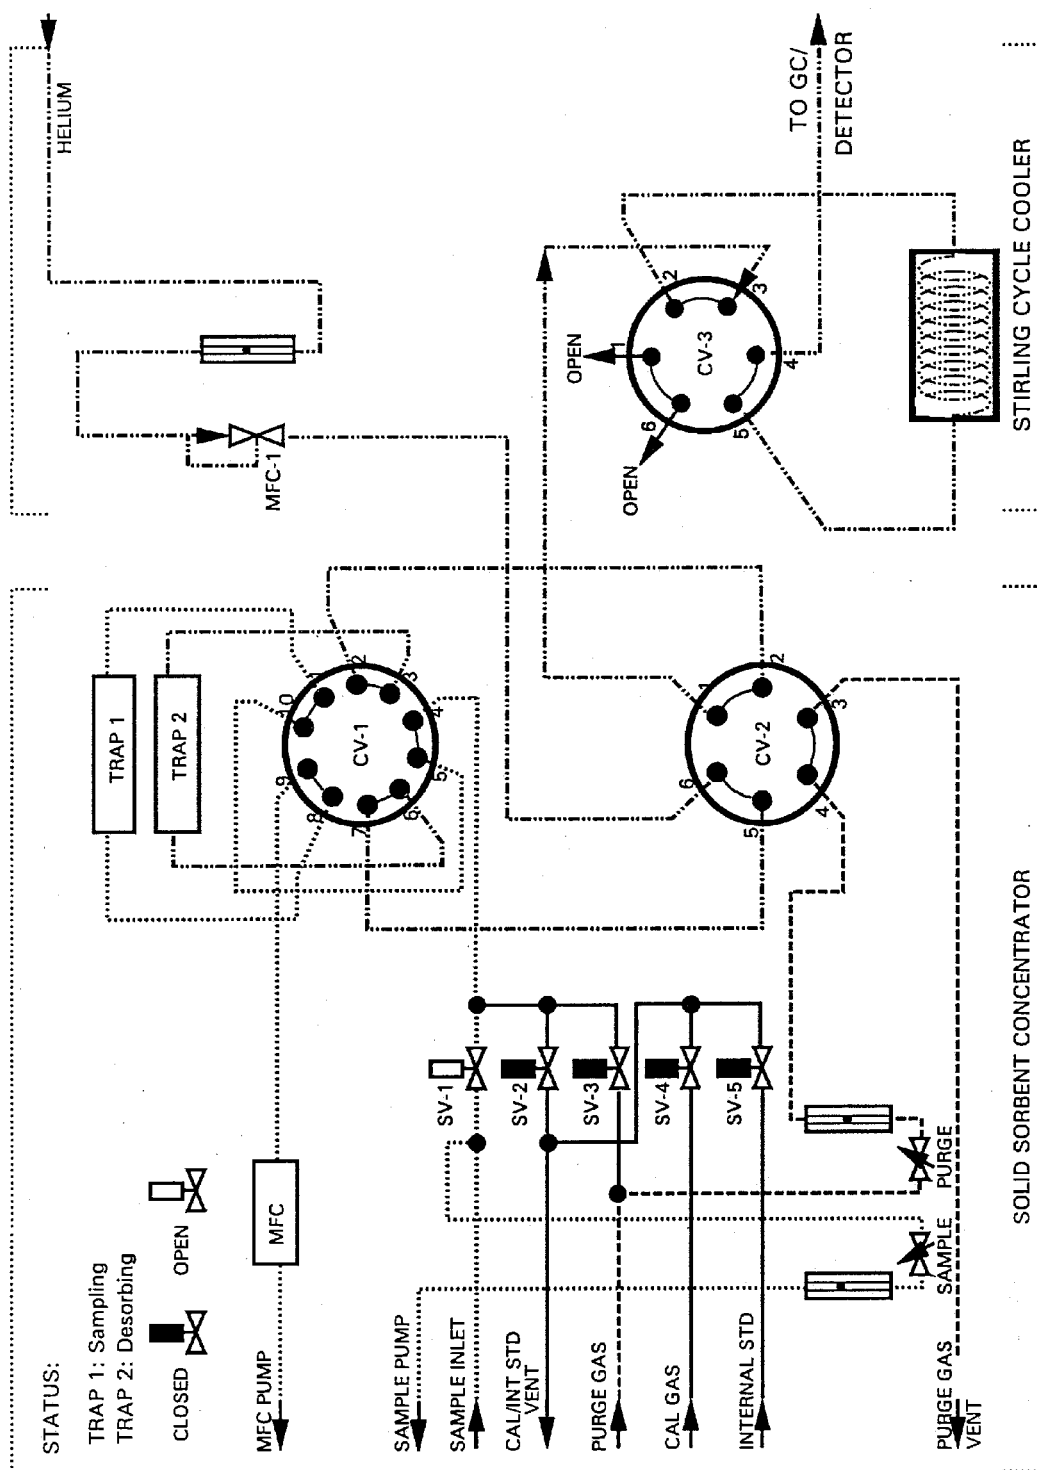 STATUS:
TRAP 1: Sampling
TRAP 2: Desorbing
CLOSED
OPEN
MFC PUMP
MFC
SAMPLE PUMP
SAMPLE INLET
CAL/INT STD
VENT
PURGE GAS
CAL GAS
INTERNAL STD
PURGE GAS
VENT
SV-1
SV-2
SV-3
SV-4
SV-5
SAMPLE
PURGE
TRAP 1
TRAP 2
CV-1
1
2
3
4
5
6
7
8
9
10
CV-2
1
2
3
4
5
6
SOLID SORBENT CONCENTRATOR
HELIUM
MFC-1
OPEN
OPEN
CV-3
1
2
3
4
5
6
TO GC/
DETECTOR
STIRLING CYCLE COOLER